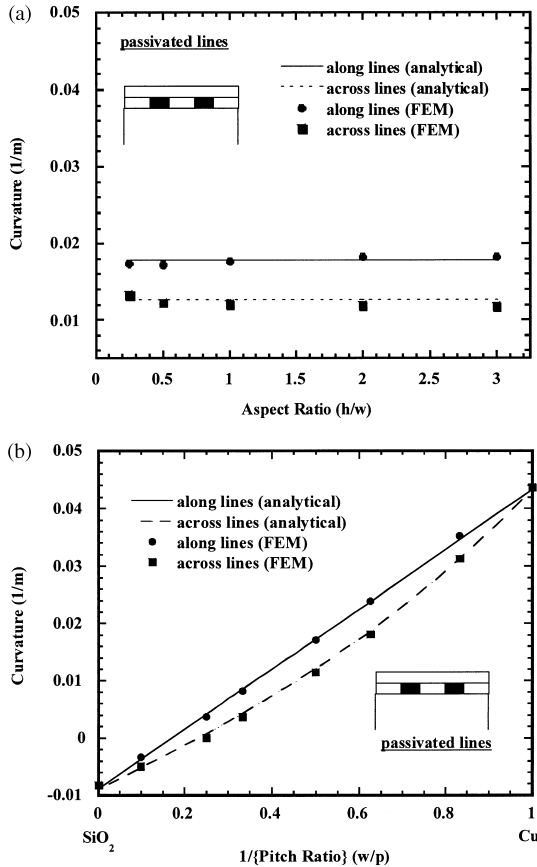 (a)
passivated lines
along lines (analytical)
across lines (analytical)
along lines (FEM)
across lines (FEM)
0.05
0.04
0.03
0.02
0.01
Curvature (1/m)
0 0.5 1 1.5 2 2.5 3
Aspect Ratio (h/w)
(b)
along lines (analytical)
across lines (analytical)
along lines (FEM)
across lines (FEM)
0.05
0.04
0.03
0.02
0.01
0
-0.01
Curvature (1/m)
passivated lines
0 0.2 0.4 0.6 0.8 1
SiO2 Cu
1/{Pitch Ratio} (w/p)